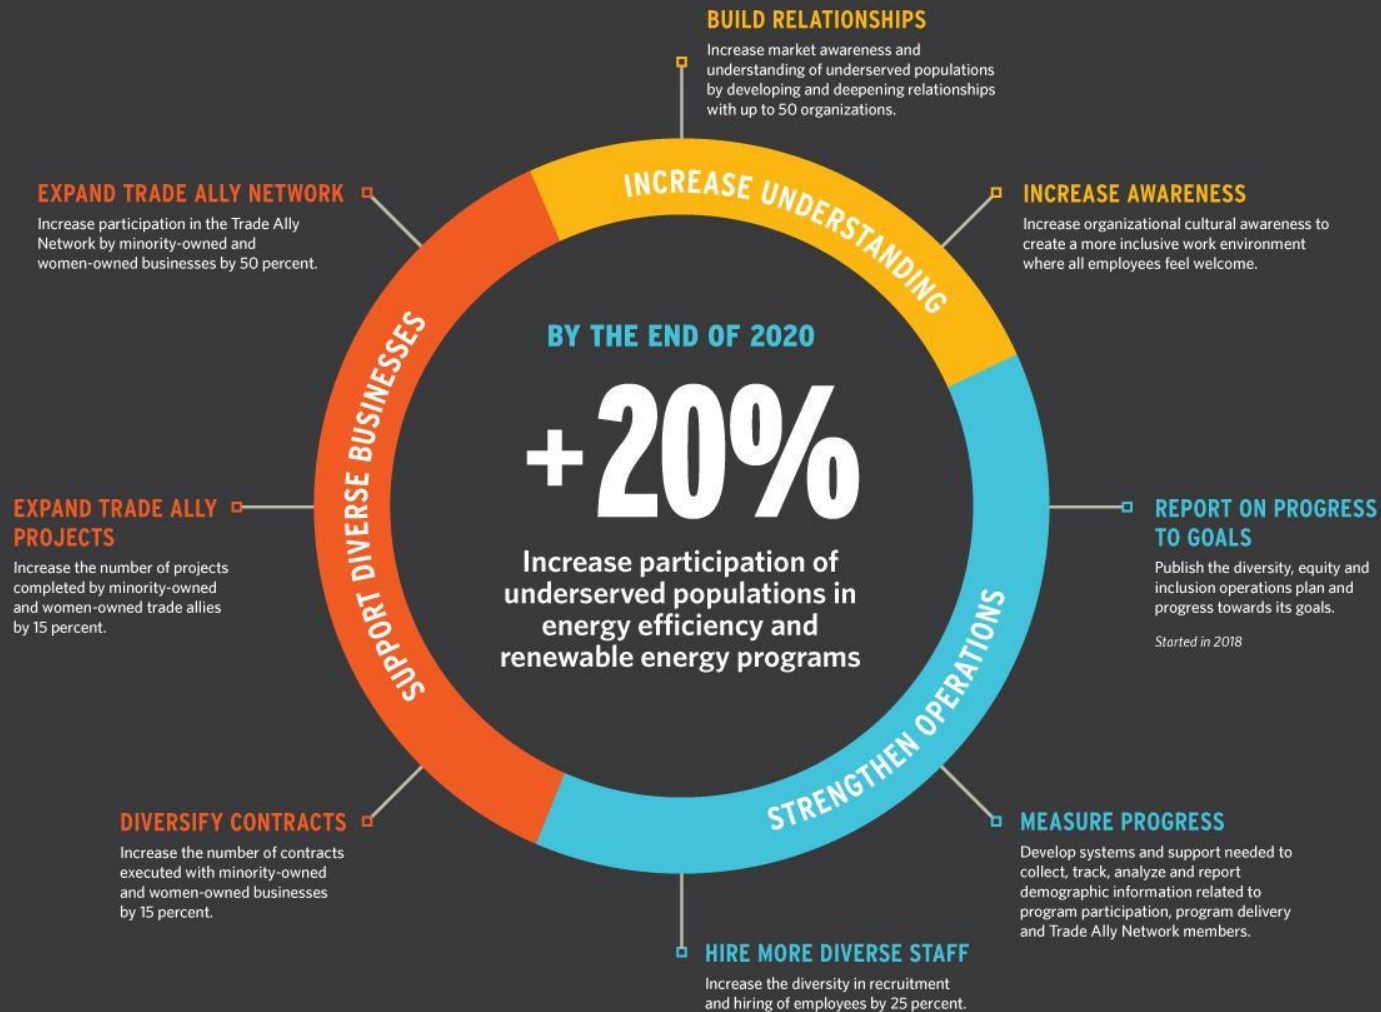 BUILD RELATIONSHIPS
Increase market awareness and
understanding of underserved populations
by developing and deepening relationships
with up to 50 organizations.
INCREASE UNDERSTANDING
EXPAND TRADE ALLY NETWORK
Increase participation in the Trade Ally
Network by minority-owned and
women-owned businesses by 50 percent.
INCREASE AWARENESS
Increase organizational cultural awareness to
create a more inclusive work environment
where all employees feel welcome.
SUPPORT DIVERSE BUSINESSES
BY THE END OF 2020
+20%
Increase participation of
underserved populations in
energy efficiency and
renewable energy programs
EXPAND TRADE ALLY
PROJECTS
Increase the number of projects
completed by minority-owned
and women-owned trade allies
by 15 percent.
REPORT ON PROGRESS
TO GOALS
Publish the diversity, equity and
inclusion operations plan and
progress towards its goals.
Started in 2018
STRENGTHEN OPERATIONS
DIVERSIFY CONTRACTS
Increase the number of contracts
executed with minority-owned
and women-owned businesses
by 15 percent.
MEASURE PROGRESS
Develop systems and support needed to
collect, track, analyze and report
demographic information related to
program participation, program delivery
and Trade Ally Network members.
HIRE MORE DIVERSE STAFF
Increase the diversity in recruitment
and hiring of employees by 25 percent.